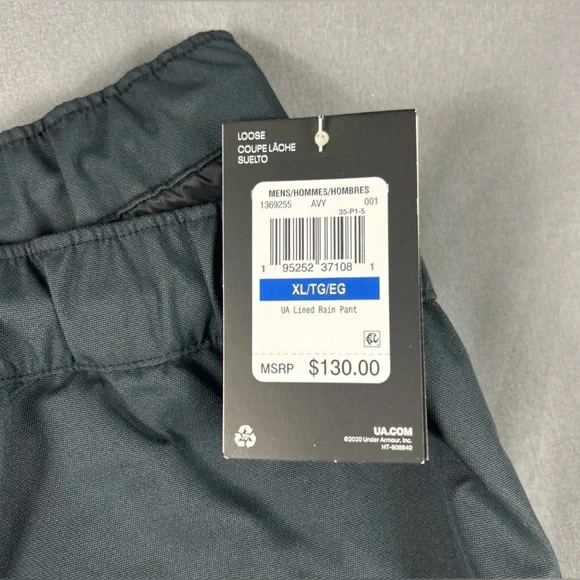 LOOSE
COUPE LÂCHE
SUELTO
MENS/HOMMES/HOMBRES
1369255 AVY 001
35-P1-5
1 95252 37108 1
XL/TG/EG
UA Lined Rain Pant
MSRP $130.00
UA.COM
©2020 Under Armour, Inc.
HT-609840